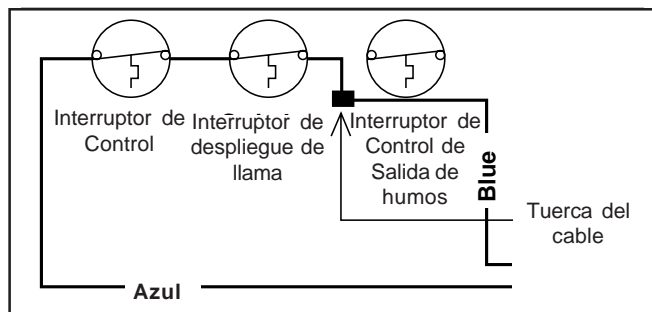 Interruptor de
Control
Interruptor de
despliegue de
llama
Interruptor de
Control de
Salida de
humos
Blue
Tuerca del
cable
Azul